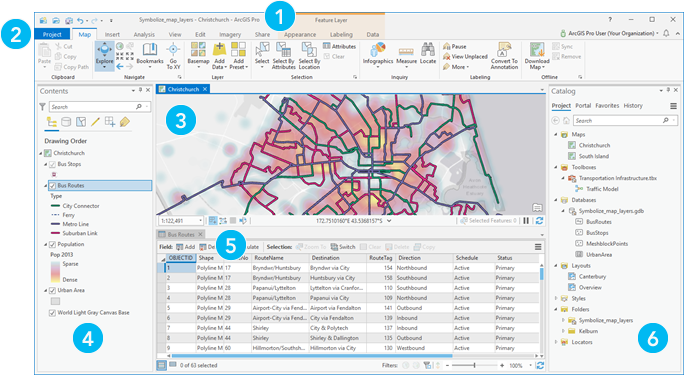 1
Symbolize_map_layers - Christchurch - ArcGIS Pro
Feature Layer
2
Project Map Insert Analysis View Edit Imagery Share Appearance Labeling Data
ArcGIS Pro User (Your Organization)
Paste Cut Copy Copy Path
Explore Bookmarks Go To XY
Basemap Add Data Add Preset
Select Select By Attributes Select By Location Attributes Clear
Infographics Measure Locate
Pause View Unplaced More Convert To Annotation
Download Map Sync Remove
Clipboard Navigate Layer Selection Inquiry Labeling Offline
Contents
Search
Drawing Order
Christchurch
Bus Stops
Bus Routes
Type
City Connector
Ferry
Metro Line
Suburban Link
Population
Pop 2013
Sparse
Dense
Urban Area
World Light Gray Canvas Base
4
Christchurch
3
1:122,491
172.7510160°E 43.5368157°S
Selected Features: 0
Bus Routes
5
Field: Add Selection: Zoom To Switch Clear Delete Copy
OBJECTID Shape No RouteName Destination RouteTag Direction Schedule Status
1 Polyline M 17 Bryndwr/Huntsbury Bryndwr via City 154 Northbound Active Primary
2 Polyline M 17 Bryndwr/Huntsbury Huntsbury via City 158 Southbound Active Primary
3 Polyline M 28 Papanui/Lyttelton Lyttelton via Cranfor... 110 Southbound Active Primary
4 Polyline M 28 Papanui/Lyttelton Papanui via City 109 Northbound Active Primary
5 Polyline M 29 Airport-City via Fend... Airport via Fendalton 141 Outbound Active Primary
6 Polyline M 29 Airport-City via Fend... City via Fendalton 139 Inbound Active Primary
7 Polyline M 44 Shirley City & Polytech 137 Inbound Active Primary
8 Polyline M 44 Shirley Shirley & Dallington 135 Outbound Active Primary
9 Polyline M 60 Hillmorton/Southsh... Hillmorton via City 130 Westbound Active Primary
0 of 63 selected
Filters:
100%
Catalog
Project Portal Favorites History
Search
Maps
Christchurch
South Island
Toolboxes
Transportation Infrastructure.tbx
Traffic Model
Databases
Symbolize_map_layers.gdb
BusRoutes
BusStops
MeshblockPoints
UrbanArea
Layouts
Canterbury
Overview
Styles
Folders
Symbolize_map_layers
Kelburn
Locators
6